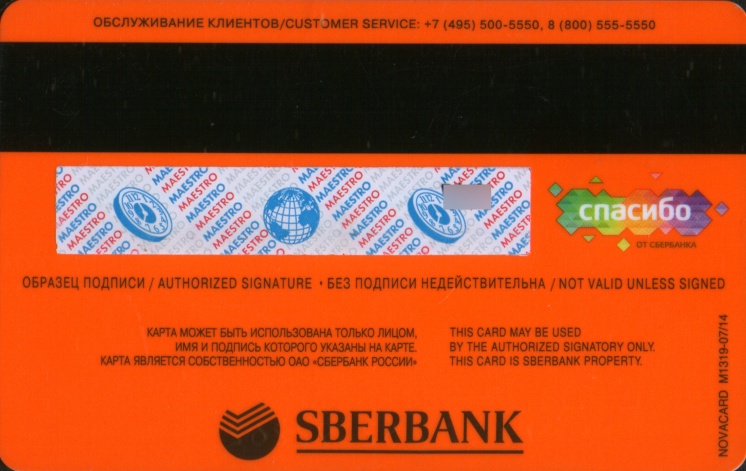 ОБСЛУЖИВАНИЕ КЛИЕНТОВ/CUSTOMER SERVICE: +7 (495) 500-5550, 8 (800) 555-5550
MAESTRO
спасибо
ОТ СБЕРБАНКА
ОБРАЗЕЦ ПОДПИСИ / AUTHORIZED SIGNATURE • БЕЗ ПОДПИСИ НЕДЕЙСТВИТЕЛЬНА / NOT VALID UNLESS SIGNED
КАРТА МОЖЕТ БЫТЬ ИСПОЛЬЗОВАНА ТОЛЬКО ЛИЦОМ,
ИМЯ И ПОДПИСЬ КОТОРОГО УКАЗАНЫ НА КАРТЕ.
КАРТА ЯВЛЯЕТСЯ СОБСТВЕННОСТЬЮ ОАО «СБЕРБАНК РОССИИ»
THIS CARD MAY BE USED
BY THE AUTHORIZED SIGNATORY ONLY.
THIS CARD IS SBERBANK PROPERTY.
NOVACARD M1319-07/14
SBERBANK